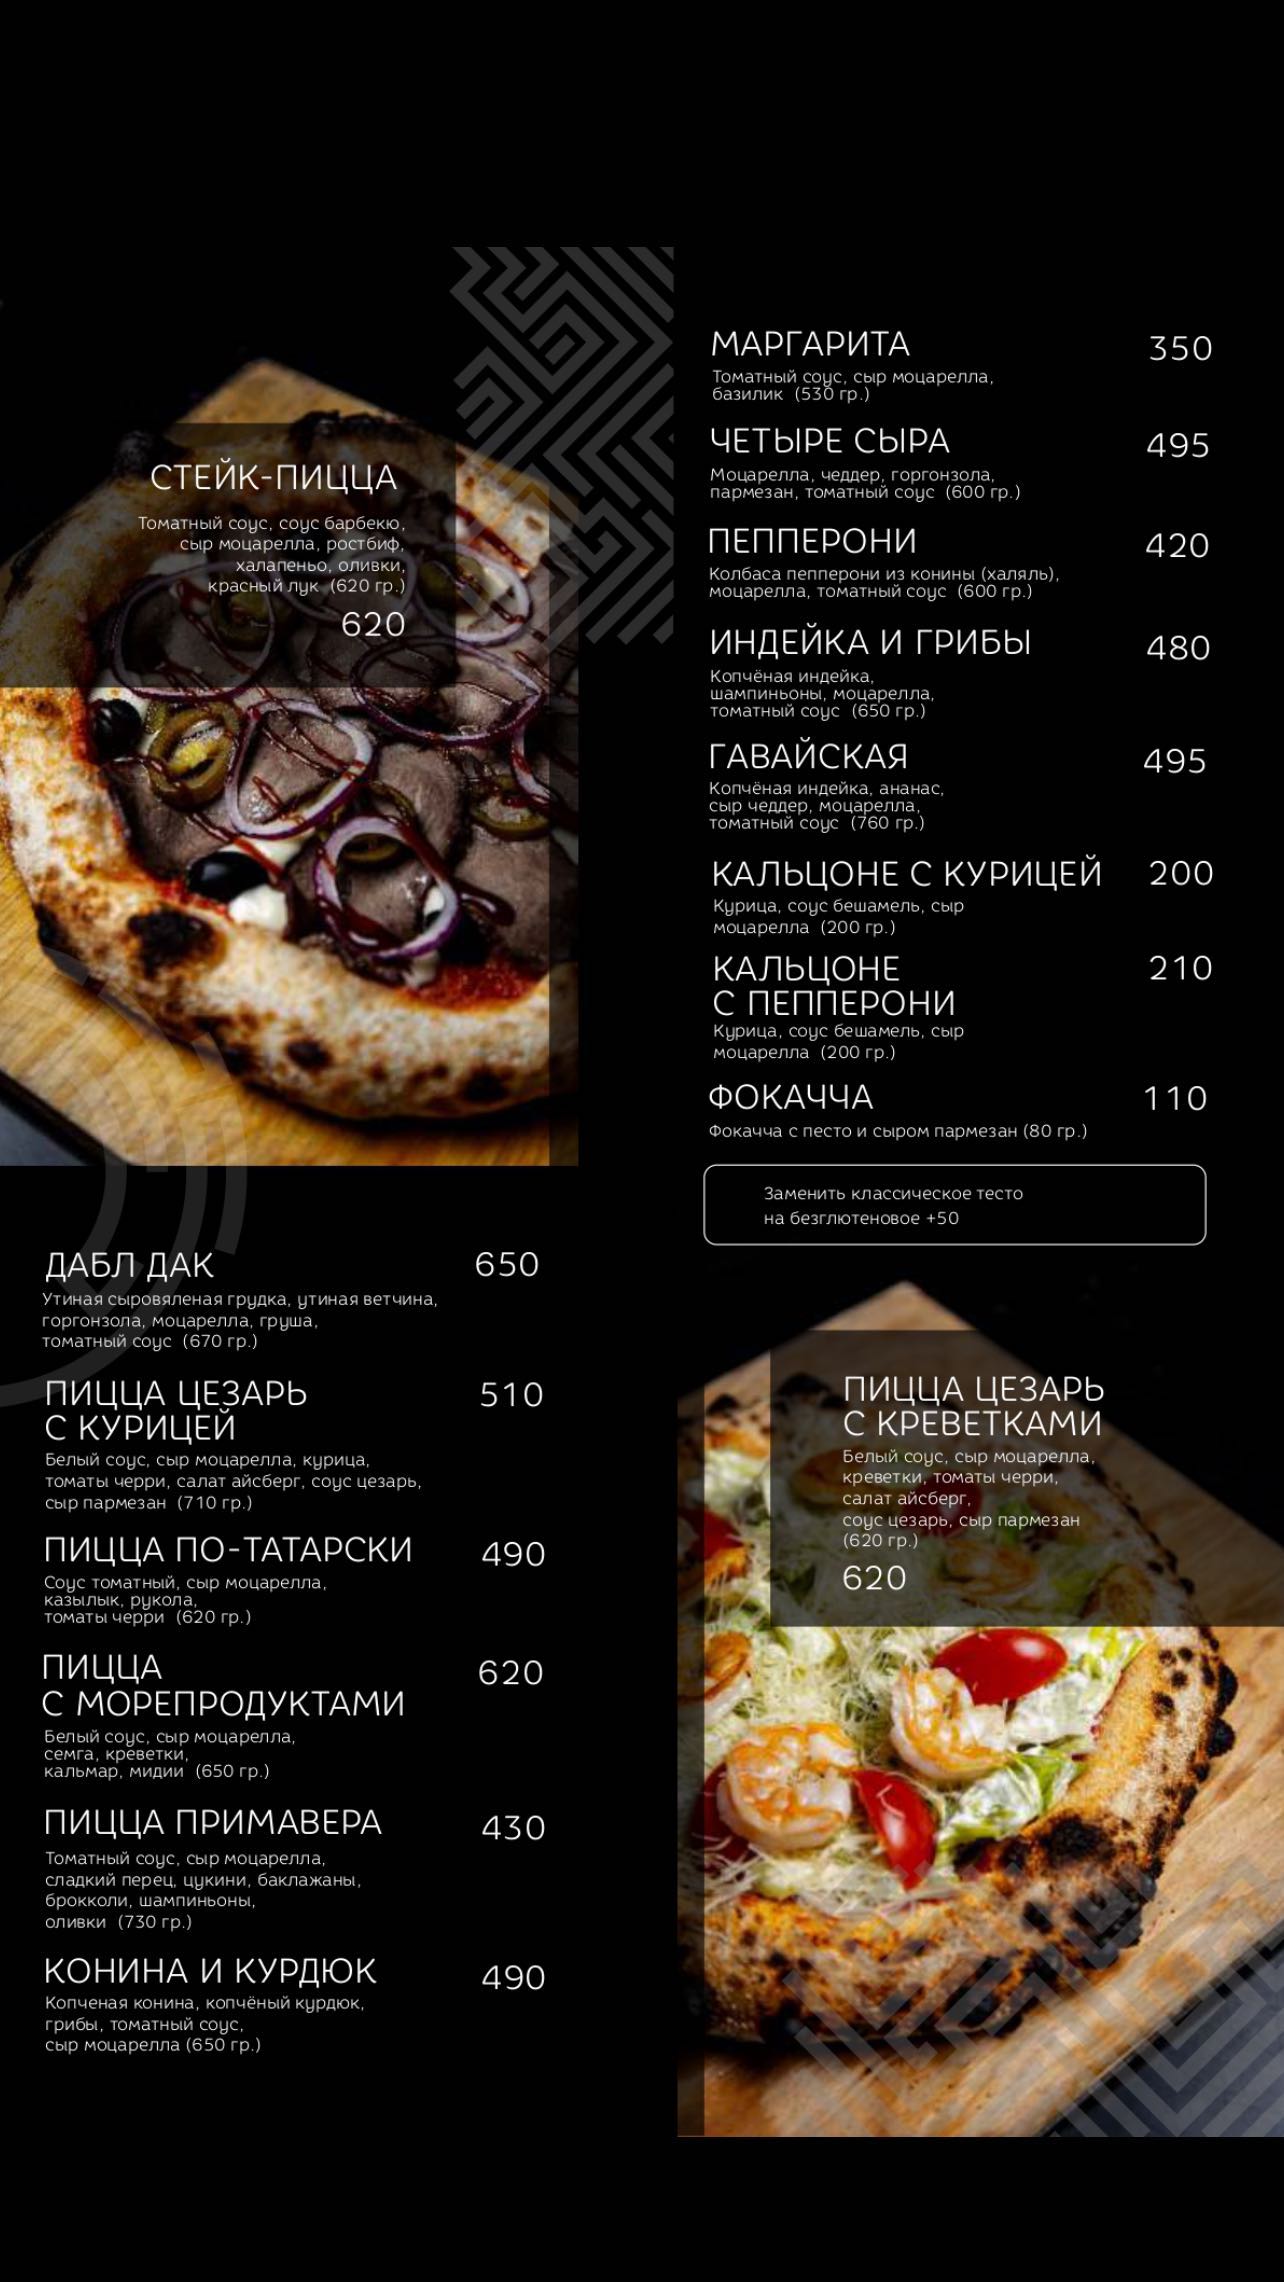 СТЕЙК-ПИЦЦА
Томатный соус, соус барбекю,
сыр моцарелла, ростбиф,
халапеньо, оливки,
красный лук (620 гр.)
620
ДАБЛ ДАК 650
Утиная сыровяленая грудка, утиная ветчина,
горгонзола, моцарелла, груша,
томатный соус (670 гр.)
ПИЦЦА ЦЕЗАРЬ 510
С КУРИЦЕЙ
Белый соус, сыр моцарелла, курица,
томаты черри, салат айсберг, соус цезарь,
сыр пармезан (710 гр.)
ПИЦЦА ПО-ТАТАРСКИ 490
Соус томатный, сыр моцарелла,
казылык, рукола,
томаты черри (620 гр.)
ПИЦЦА 620
С МОРЕПРОДУКТАМИ
Белый соус, сыр моцарелла,
семга, креветки,
кальмар, мидии (650 гр.)
ПИЦЦА ПРИМАВЕРА 430
Томатный соус, сыр моцарелла,
сладкий перец, цукини, баклажаны,
брокколи, шампиньоны,
оливки (730 гр.)
КОНИНА И КУРДЮК 490
Копченая конина, копчёный курдюк,
грибы, томатный соус,
сыр моцарелла (650 гр.)
МАРГАРИТА 350
Томатный соус, сыр моцарелла,
базилик (530 гр.)
ЧЕТЫРЕ СЫРА 495
Моцарелла, чеддер, горгонзола,
пармезан, томатный соус (600 гр.)
ПЕППЕРОНИ 420
Колбаса пепперони из конины (халяль),
моцарелла, томатный соус (600 гр.)
ИНДЕЙКА И ГРИБЫ 480
Копчёная индейка,
шампиньоны, моцарелла,
томатный соус (650 гр.)
ГАВАЙСКАЯ 495
Копчёная индейка, ананас,
сыр чеддер, моцарелла,
томатный соус (760 гр.)
КАЛЬЦОНЕ С КУРИЦЕЙ 200
Курица, соус бешамель, сыр
моцарелла (200 гр.)
КАЛЬЦОНЕ 210
С ПЕППЕРОНИ
Курица, соус бешамель, сыр
моцарелла (200 гр.)
ФОКАЧЧА 110
Фокачча с песто и сыром пармезан (80 гр.)
Заменить классическое тесто
на безглютеновое +50
ПИЦЦА ЦЕЗАРЬ
С КРЕВЕТКАМИ
Белый соус, сыр моцарелла,
креветки, томаты черри,
салат айсберг,
соус цезарь, сыр пармезан
(620 гр.)
620